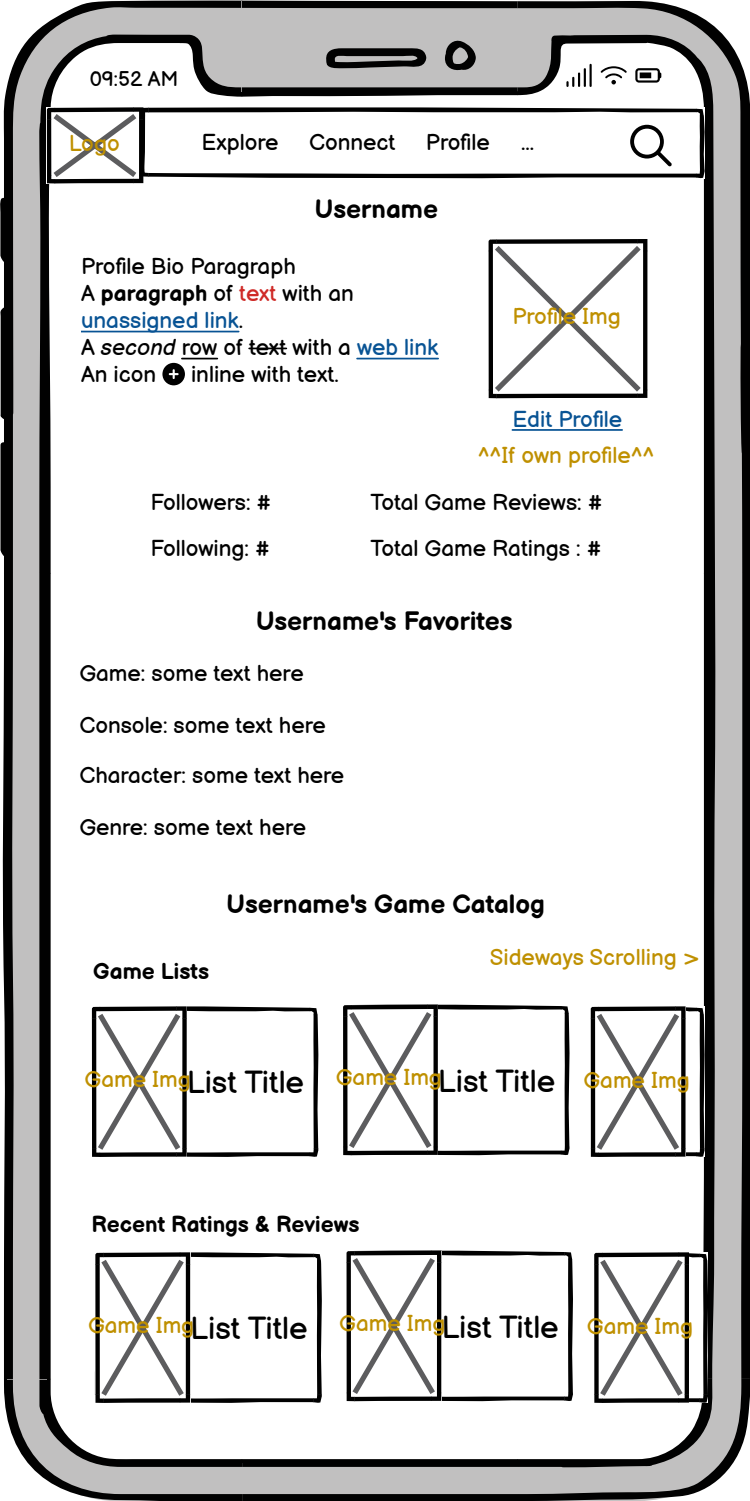 09:52 AM
Logo Explore Connect Profile ...
Username
Profile Bio Paragraph
A paragraph of text with an
unassigned link.
A second row of text with a web link
An icon + inline with text.
Profile Img
Edit Profile
^^If own profile^^
Followers: # Total Game Reviews: #
Following: # Total Game Ratings : #
Username's Favorites
Game: some text here
Console: some text here
Character: some text here
Genre: some text here
Username's Game Catalog
Sideways Scrolling >
Game Lists
Game Img List Title Game Img List Title Game Img
Recent Ratings & Reviews
Game Img List Title Game Img List Title Game Img